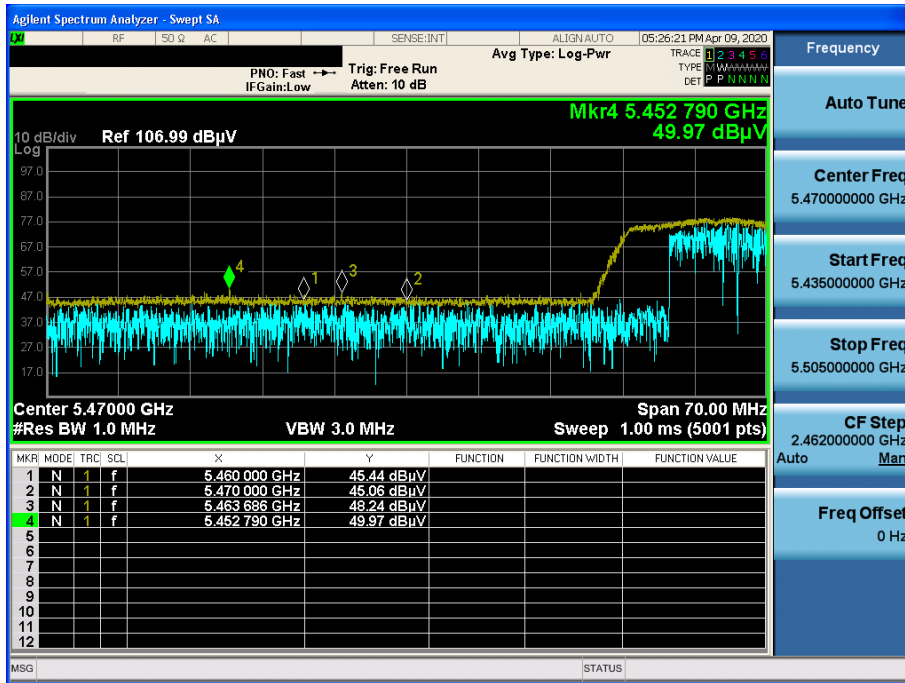 Agilent Spectrum Analyzer - Swept SA
LXI RF 50 Ω AC SENSE:INT ALIGN AUTO 05:26:21 PM Apr 09, 2020
Frequency
Avg Type: Log-Pwr
TRACE 1 2 3 4 5 6
PNO: Fast Trig: Free Run
TYPE M W
IFGain:Low Atten: 10 dB
DET P P N N N N
Auto Tune
Mkr4 5.452 790 GHz
49.97 dBµV
10 dB/div Ref 106.99 dBµV
Log
97.0
87.0
77.0
67.0
57.0
47.0
37.0
27.0
17.0
4
1
3
2
Center Freq
5.470000000 GHz
Start Freq
5.435000000 GHz
Stop Freq
5.505000000 GHz
Center 5.47000 GHz Span 70.00 MHz
#Res BW 1.0 MHz VBW 3.0 MHz Sweep 1.00 ms (5001 pts)
CF Step
2.462000000 GHz
Auto Man
Freq Offset
0 Hz
MKR MODE TRC SCL X Y FUNCTION FUNCTION WIDTH FUNCTION VALUE
1 N 1 f 5.460 000 GHz 45.44 dBµV
2 N 1 f 5.470 000 GHz 45.06 dBµV
3 N 1 f 5.463 686 GHz 48.24 dBµV
4 N 1 f 5.452 790 GHz 49.97 dBµV
5
6
7
8
9
10
11
12
MSG STATUS